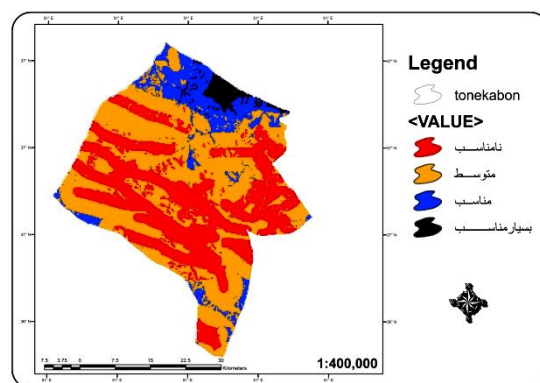 Legend
tonekabon
<VALUE>
نامناسب
متوسط
مناسب
بسیارمناسب
7.5 3.75 0 7.5 15 22.5 30
Kilometers
1:400,000